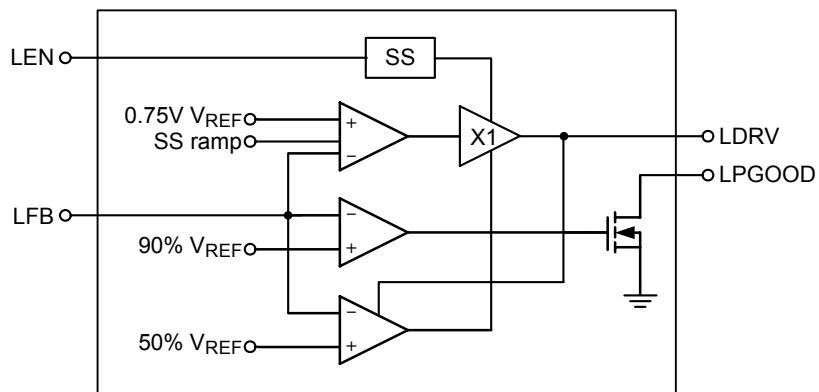 LEN
SS
0.75V VREF
SS ramp
+
−
X1
LDRV
LPGOOD
LFB
−
+
90% VREF
−
+
50% VREF